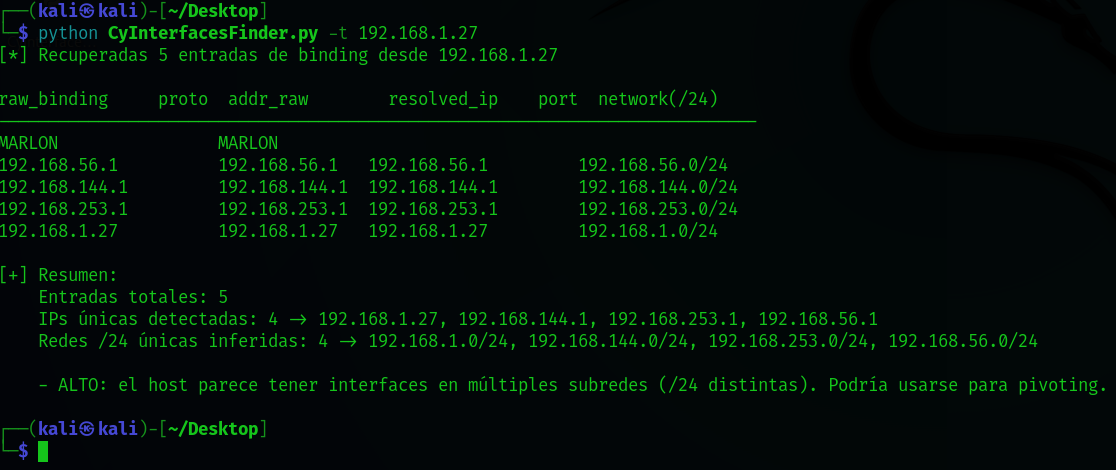 ┌──(kali㉿kali)-[~/Desktop]
└─$ python CyInterfacesFinder.py -t 192.168.1.27
[*] Recuperadas 5 entradas de binding desde 192.168.1.27
raw_binding proto addr_raw resolved_ip port network(/24)
MARLON MARLON
192.168.56.1 192.168.56.1 192.168.56.1 192.168.56.0/24
192.168.144.1 192.168.144.1 192.168.144.1 192.168.144.0/24
192.168.253.1 192.168.253.1 192.168.253.1 192.168.253.0/24
192.168.1.27 192.168.1.27 192.168.1.27 192.168.1.0/24
[+] Resumen:
Entradas totales: 5
IPs únicas detectadas: 4 → 192.168.1.27, 192.168.144.1, 192.168.253.1, 192.168.56.1
Redes /24 únicas inferidas: 4 → 192.168.1.0/24, 192.168.144.0/24, 192.168.253.0/24, 192.168.56.0/24
- ALTO: el host parece tener interfaces en múltiples subredes (/24 distintas). Podría usarse para pivoting.
┌──(kali㉿kali)-[~/Desktop]
└─$